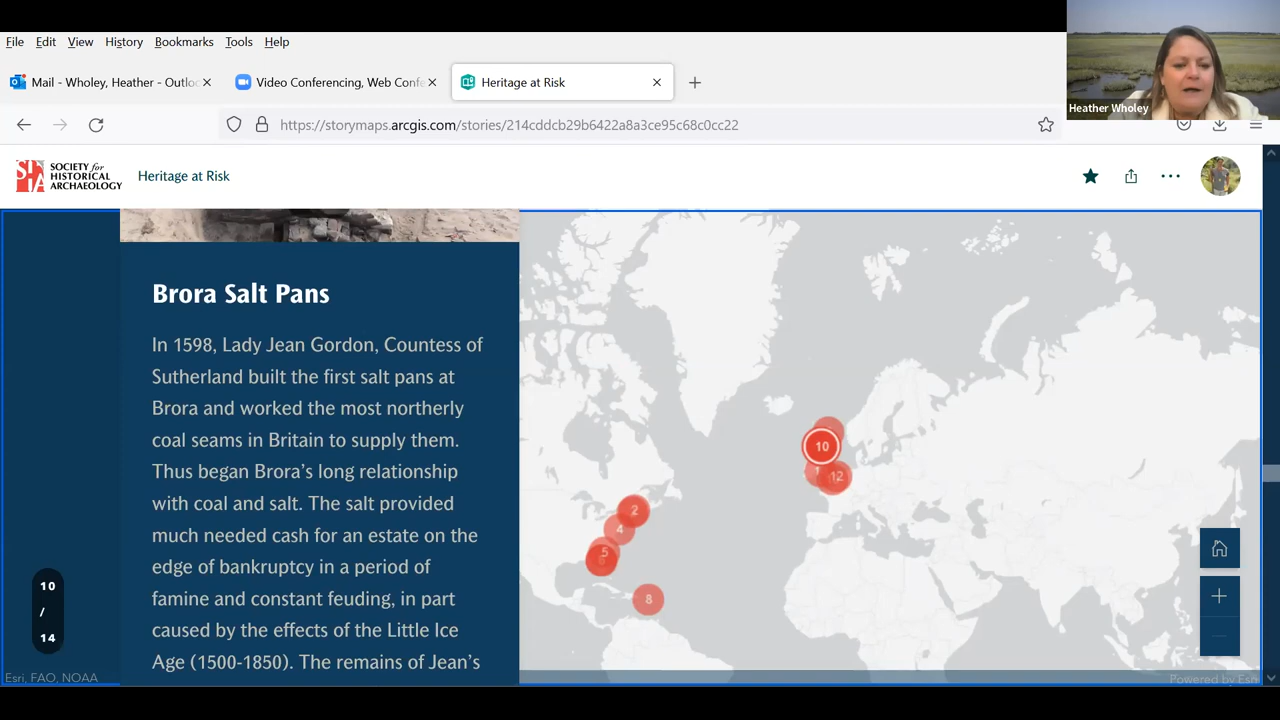 File Edit View History Bookmarks Tools Help
Mail - Wholey, Heather - Outloo
Video Conferencing, Web Confe
Heritage at Risk
Heather Wholey
https://storymaps.arcgis.com/stories/214cddcb29b6422a8a3ce95c68c0cc22
SOCIETY for
HISTORICAL
ARCHAEOLOGY
Heritage at Risk
Brora Salt Pans
In 1598, Lady Jean Gordon, Countess of
Sutherland built the first salt pans at
Brora and worked the most northerly
coal seams in Britain to supply them.
Thus began Brora's long relationship
with coal and salt. The salt provided
much needed cash for an estate on the
edge of bankruptcy in a period of
famine and constant feuding, in part
caused by the effects of the Little Ice
Age (1500-1850). The remains of Jean's
10
/
14
10
12
2
4
5
8
Esri, FAO, NOAA
Powered by Esri